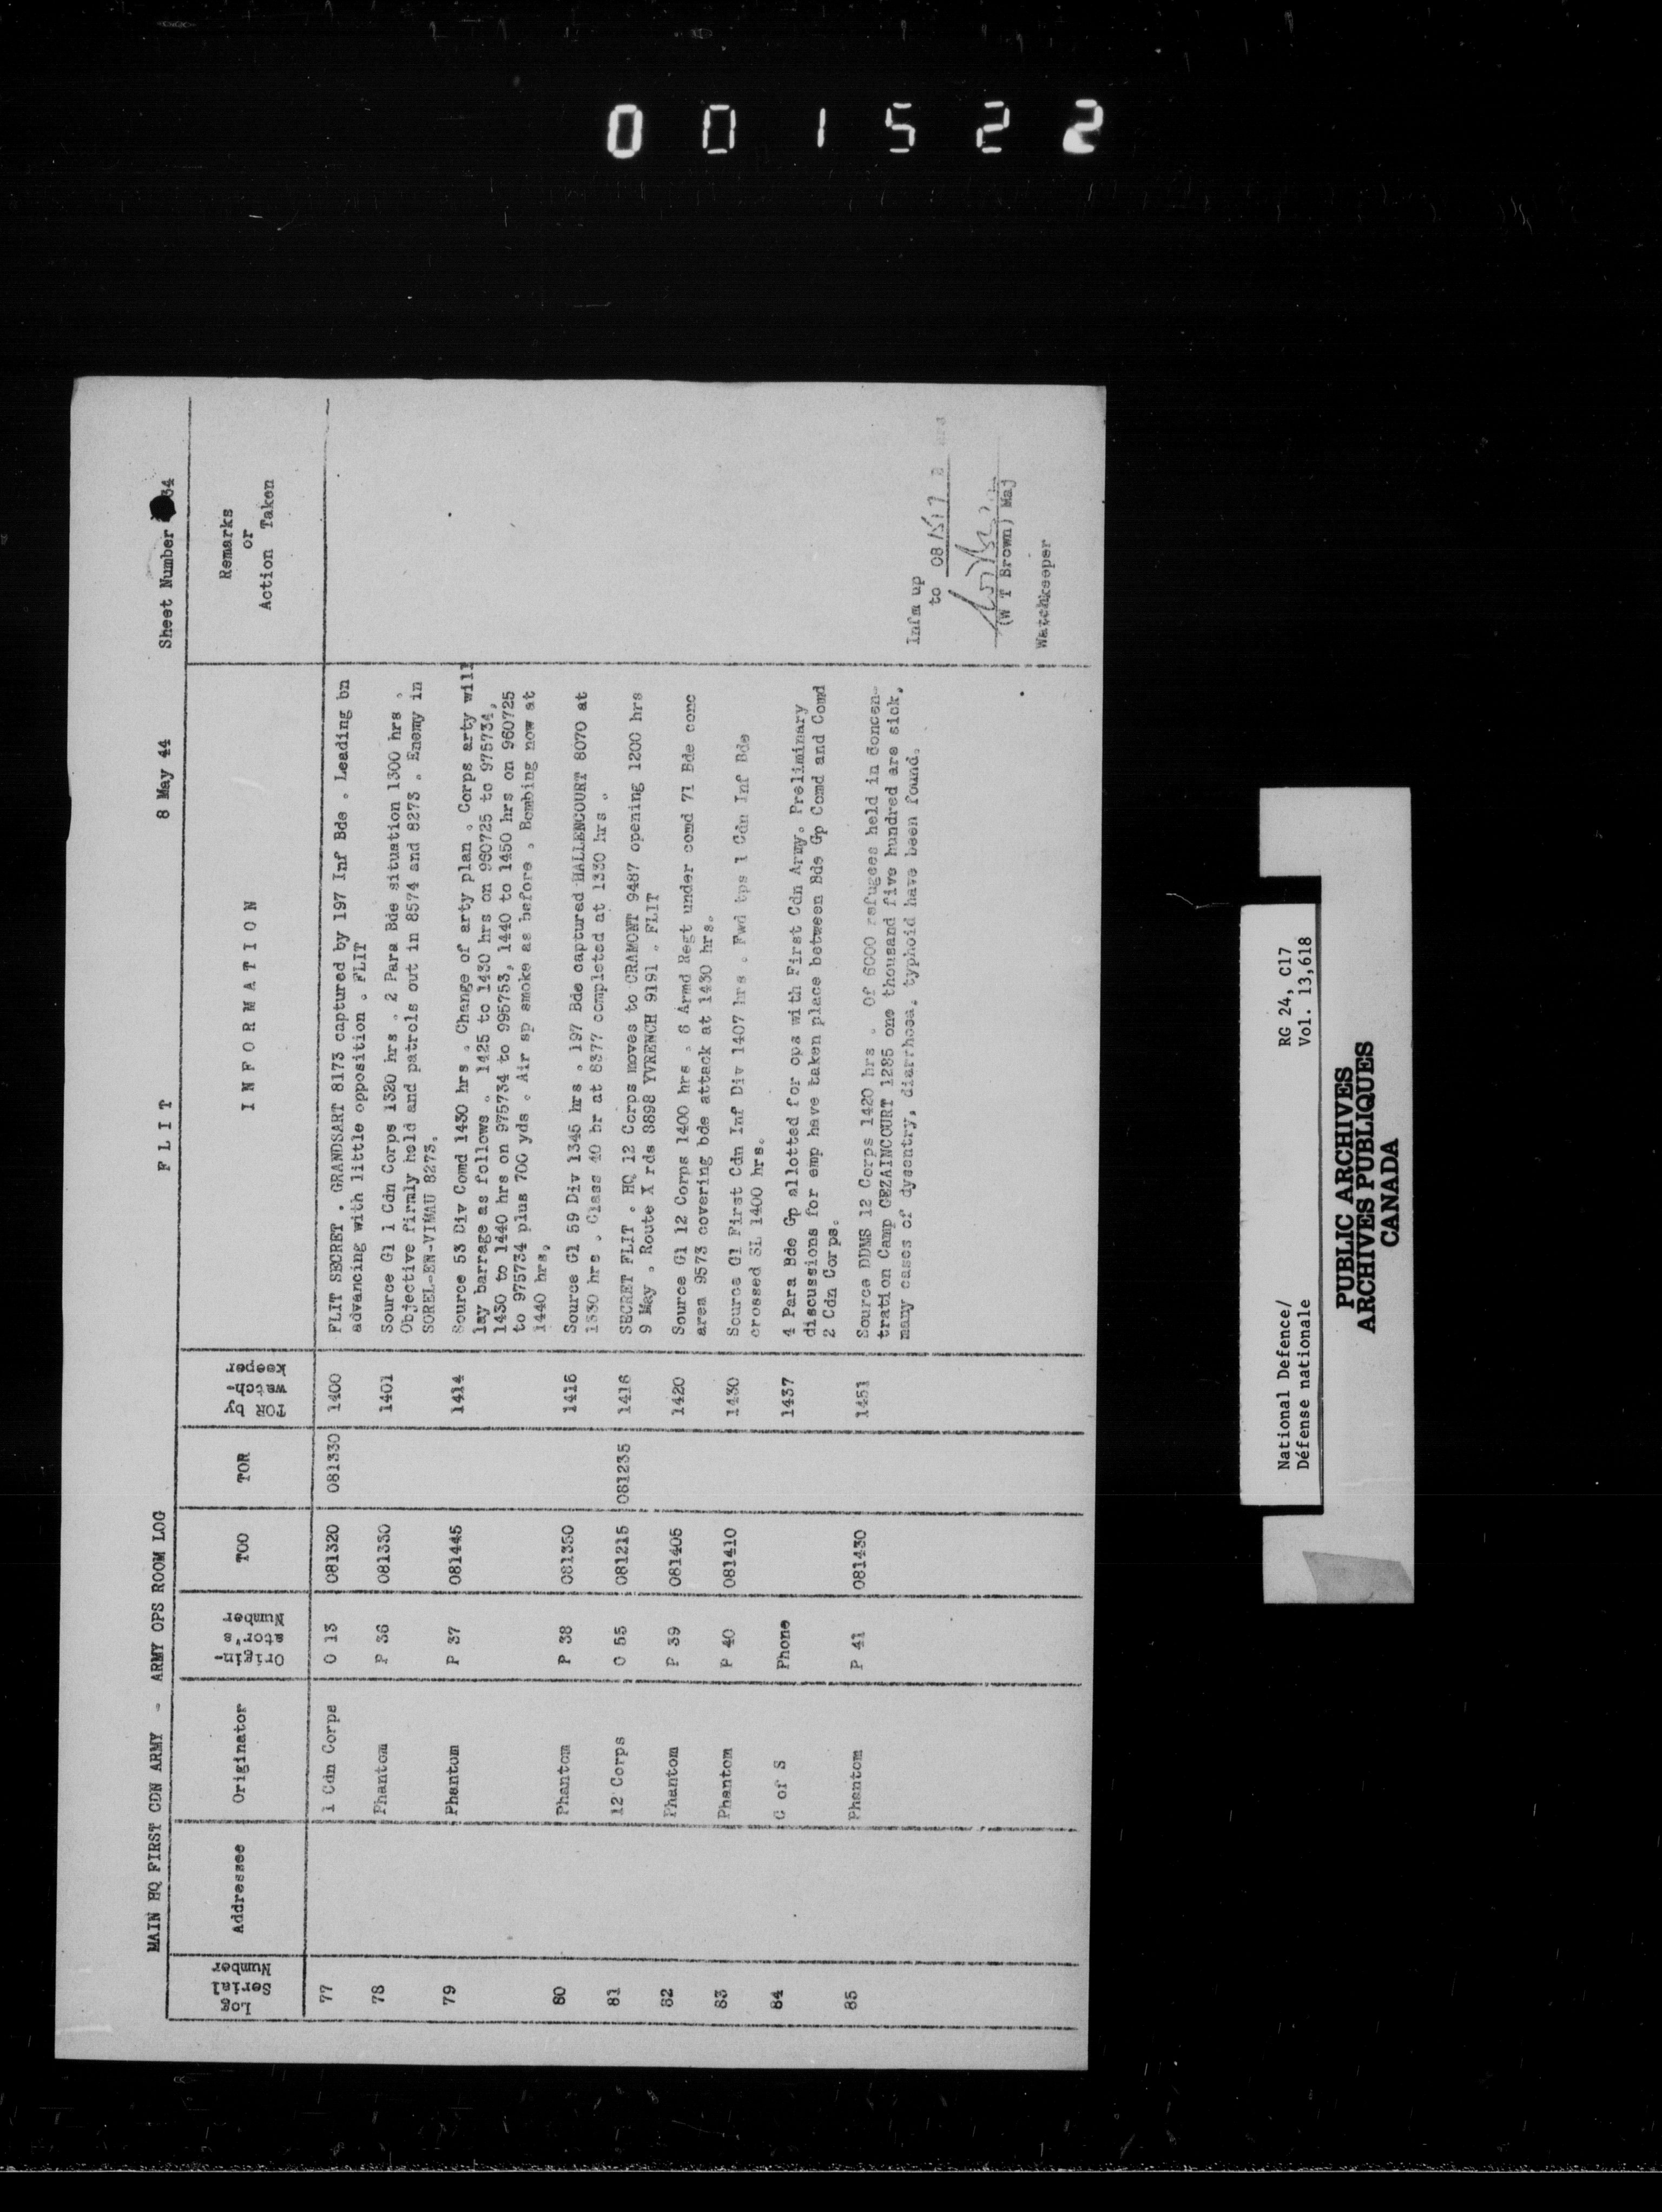 001522
MAIN HQ FIRST CDN ARMY - ARMY OPS ROOM LOG
FLIT
8 May 44
Sheet Number 34
Log Serial Number
Addressee
Originator
Origin- ator's Number
TOO
TOR
TOR by watch- keeper
INFORMATION
Remarks or Action Taken
77 1 Cdn Corps O 13 081320 081330 1400 FLIT SECRET . GRANDSART 8173 captured by 197 Inf Bde . Leading bn
advancing with little opposition . FLIT
78 Phantom P 36 081330 1401 Source G1 1 Cdn Corps 1320 hrs . 2 Para Bde situation 1300 hrs .
Objective firmly held and patrols out in 8574 and 8273 . Enemy in
SOREL-EN-VIMAU 8273.
79 Phantom P 37 081445 1414 Source 53 Div Comd 1430 hrs . Change of arty plan . Corps arty will
lay barrage as follows . 1425 to 1430 hrs on 960725 to 975734,
1430 to 1440 hrs on 975734 to 995753, 1440 to 1450 hrs on 960725
to 975734 plus 700 yds . Air sp smoke as before . Bombing now at
1440 hrs.
80 Phantom P 38 081350 1415 Source G1 59 Div 1345 hrs . 197 Bde captured HALLENCOURT 8070 at
1330 hrs . Class 40 br at 8377 completed at 1330 hrs .
81 12 Corps O 55 081215 081235 1416 SECRET FLIT . HQ 12 Corps moves to CRAMONT 9487 opening 1200 hrs
9 May . Route X rds 8898 YVRENCH 9191 . FLIT
82 Phantom P 39 081405 1420 Source G1 12 Corps 1400 hrs . 6 Armd Regt under comd 71 Bde conc
area 9573 covering bde attack at 1430 hrs.
83 Phantom P 40 081410 1430 Source G1 First Cdn Inf Div 1407 hrs . Fwd tps 1 Cdn Inf Bde
crossed SL 1400 hrs.
84 C of S Phone 1437 4 Para Bde Gp allotted for ops with First Cdn Army. Preliminary
discussions for emp have taken place between Bde Gp Comd and Comd
2 Cdn Corps.
85 Phantom P 41 081430 1451 Source DDMS 12 Corps 1420 hrs . Of 6000 refugees held in concen-
tration Camp GEZAINCOURT 1285 one thousand five hundred are sick,
many cases of dysentry, diarrhoea, typhoid have been found.
Infm up
to 08
(W T Brown) Maj
Watchkeeper
National Defence/ RG 24, C17
Défense nationale Vol. 13,618
PUBLIC ARCHIVES
ARCHIVES PUBLIQUES
CANADA